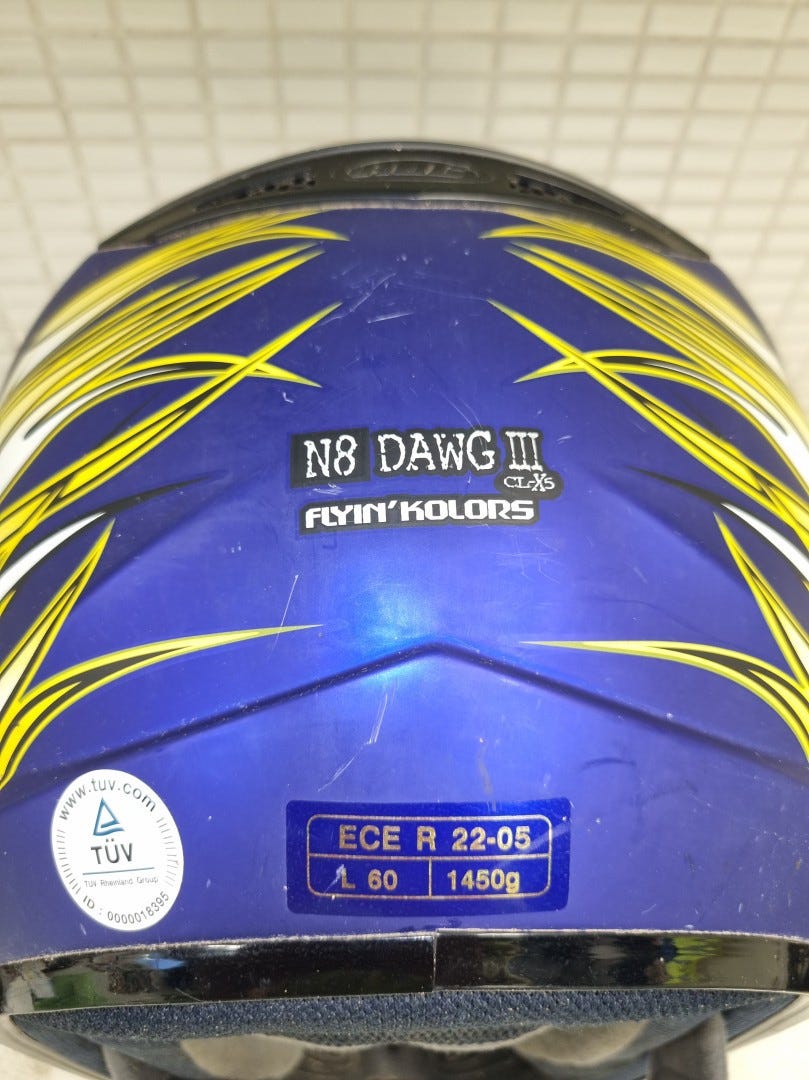 N8 DAWG III
CL-X5
FLYIN' KOLORS
www.tuv.com
TÜV
TÜV Rheinland Group
ID : 0000018395
ECE R 22-05
L 60
1450g